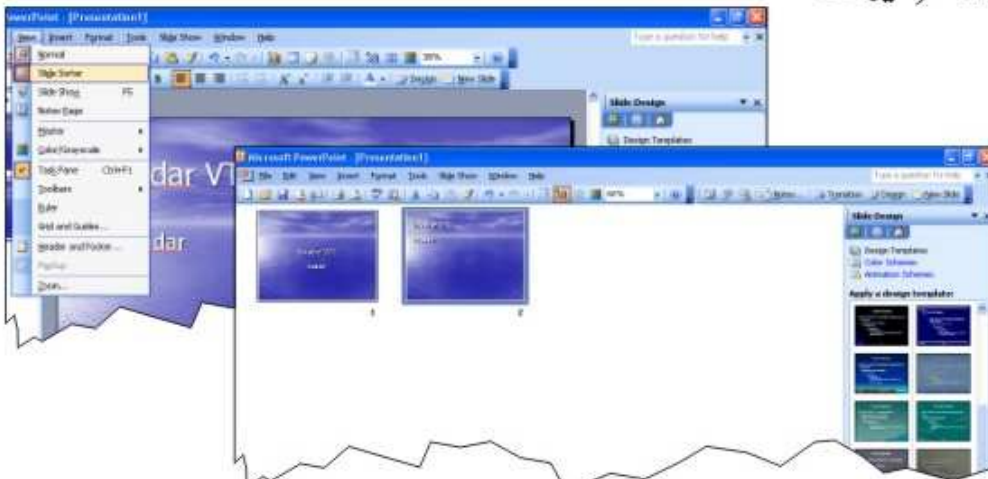 PowerPoint - [Presentation1]
View Insert Format Tools Slide Show Window Help
Type a question for help
Normal
Slide Sorter
Slide Show F5
Notes Page
Master
Color/Grayscale
Task Pane Ctrl+F1
Toolbars
Ruler
Grid and Guides...
Header and Footer...
Zoom...
Design New Slide
Slide Design
Design Templates
dar VT
dar
Microsoft PowerPoint - [Presentation1]
File Edit View Insert Format Tools Slide Show Window Help
Type a question for help
66%
Notes Transition Design New Slide
1
2
Slide Design
Design Templates
Color Schemes
Animation Schemes
Apply a design template: